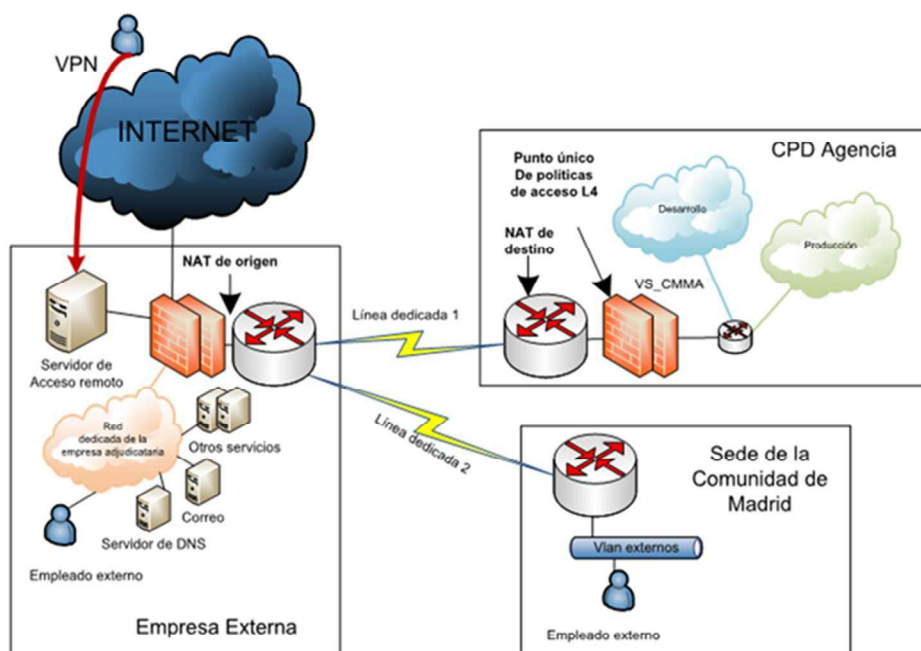 VPN
INTERNET
CPD Agencia
Punto único
De políticas
de acceso L4
Desarrollo
Producción
NAT de
destino
VS_CMMA
NAT de origen
Línea dedicada 1
Servidor de
Acceso remoto
Red
dedicada de la
empresa adjudicataria
Otros servicios
Correo
Servidor de DNS
Empleado externo
Empresa Externa
Línea dedicada 2
Sede de la
Comunidad de
Madrid
Vlan externos
Empleado externo